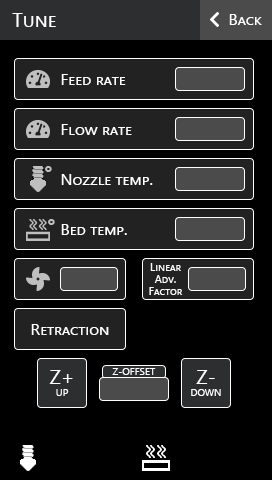 Tune
Back
Feed rate
Flow rate
Nozzle temp.
Bed temp.
Linear
Adv.
Factor
Retraction
Z+
UP
Z-OFFSET
Z-
DOWN